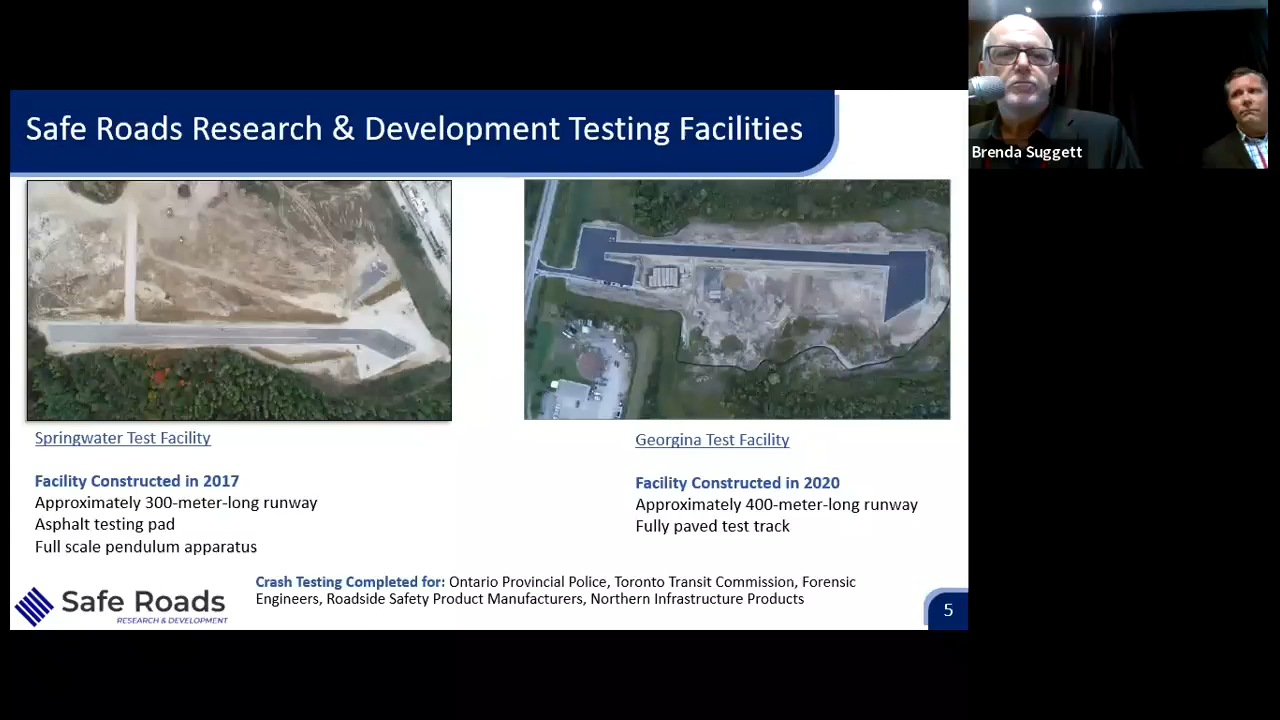 Safe Roads Research & Development Testing Facilities
Brenda Suggett
Springwater Test Facility
Facility Constructed in 2017
Approximately 300-meter-long runway
Asphalt testing pad
Full scale pendulum apparatus
Georgina Test Facility
Facility Constructed in 2020
Approximately 400-meter-long runway
Fully paved test track
Crash Testing Completed for: Ontario Provincial Police, Toronto Transit Commission, Forensic
Engineers, Roadside Safety Product Manufacturers, Northern Infrastructure Products
Safe Roads
RESEARCH & DEVELOPMENT
5